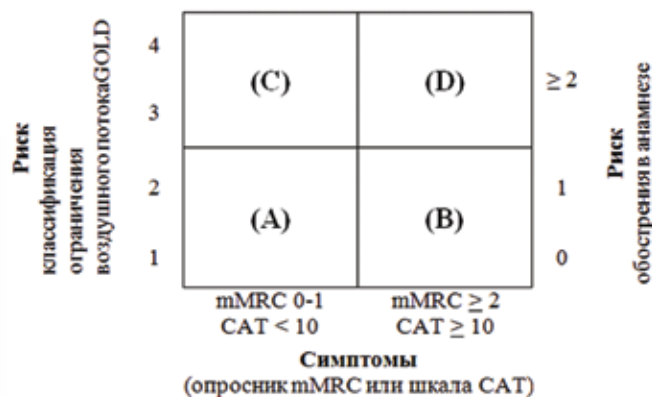 Риск
классификация
ограничения
воздушного потокаGOLD
4
3
2
1
(C)
(D)
(A)
(B)
≥ 2
1
0
Риск
обострения в анамнезе
mMRC 0-1
CAT < 10
mMRC ≥ 2
CAT ≥ 10
Симптомы
(опросник mMRC или шкала CAT)